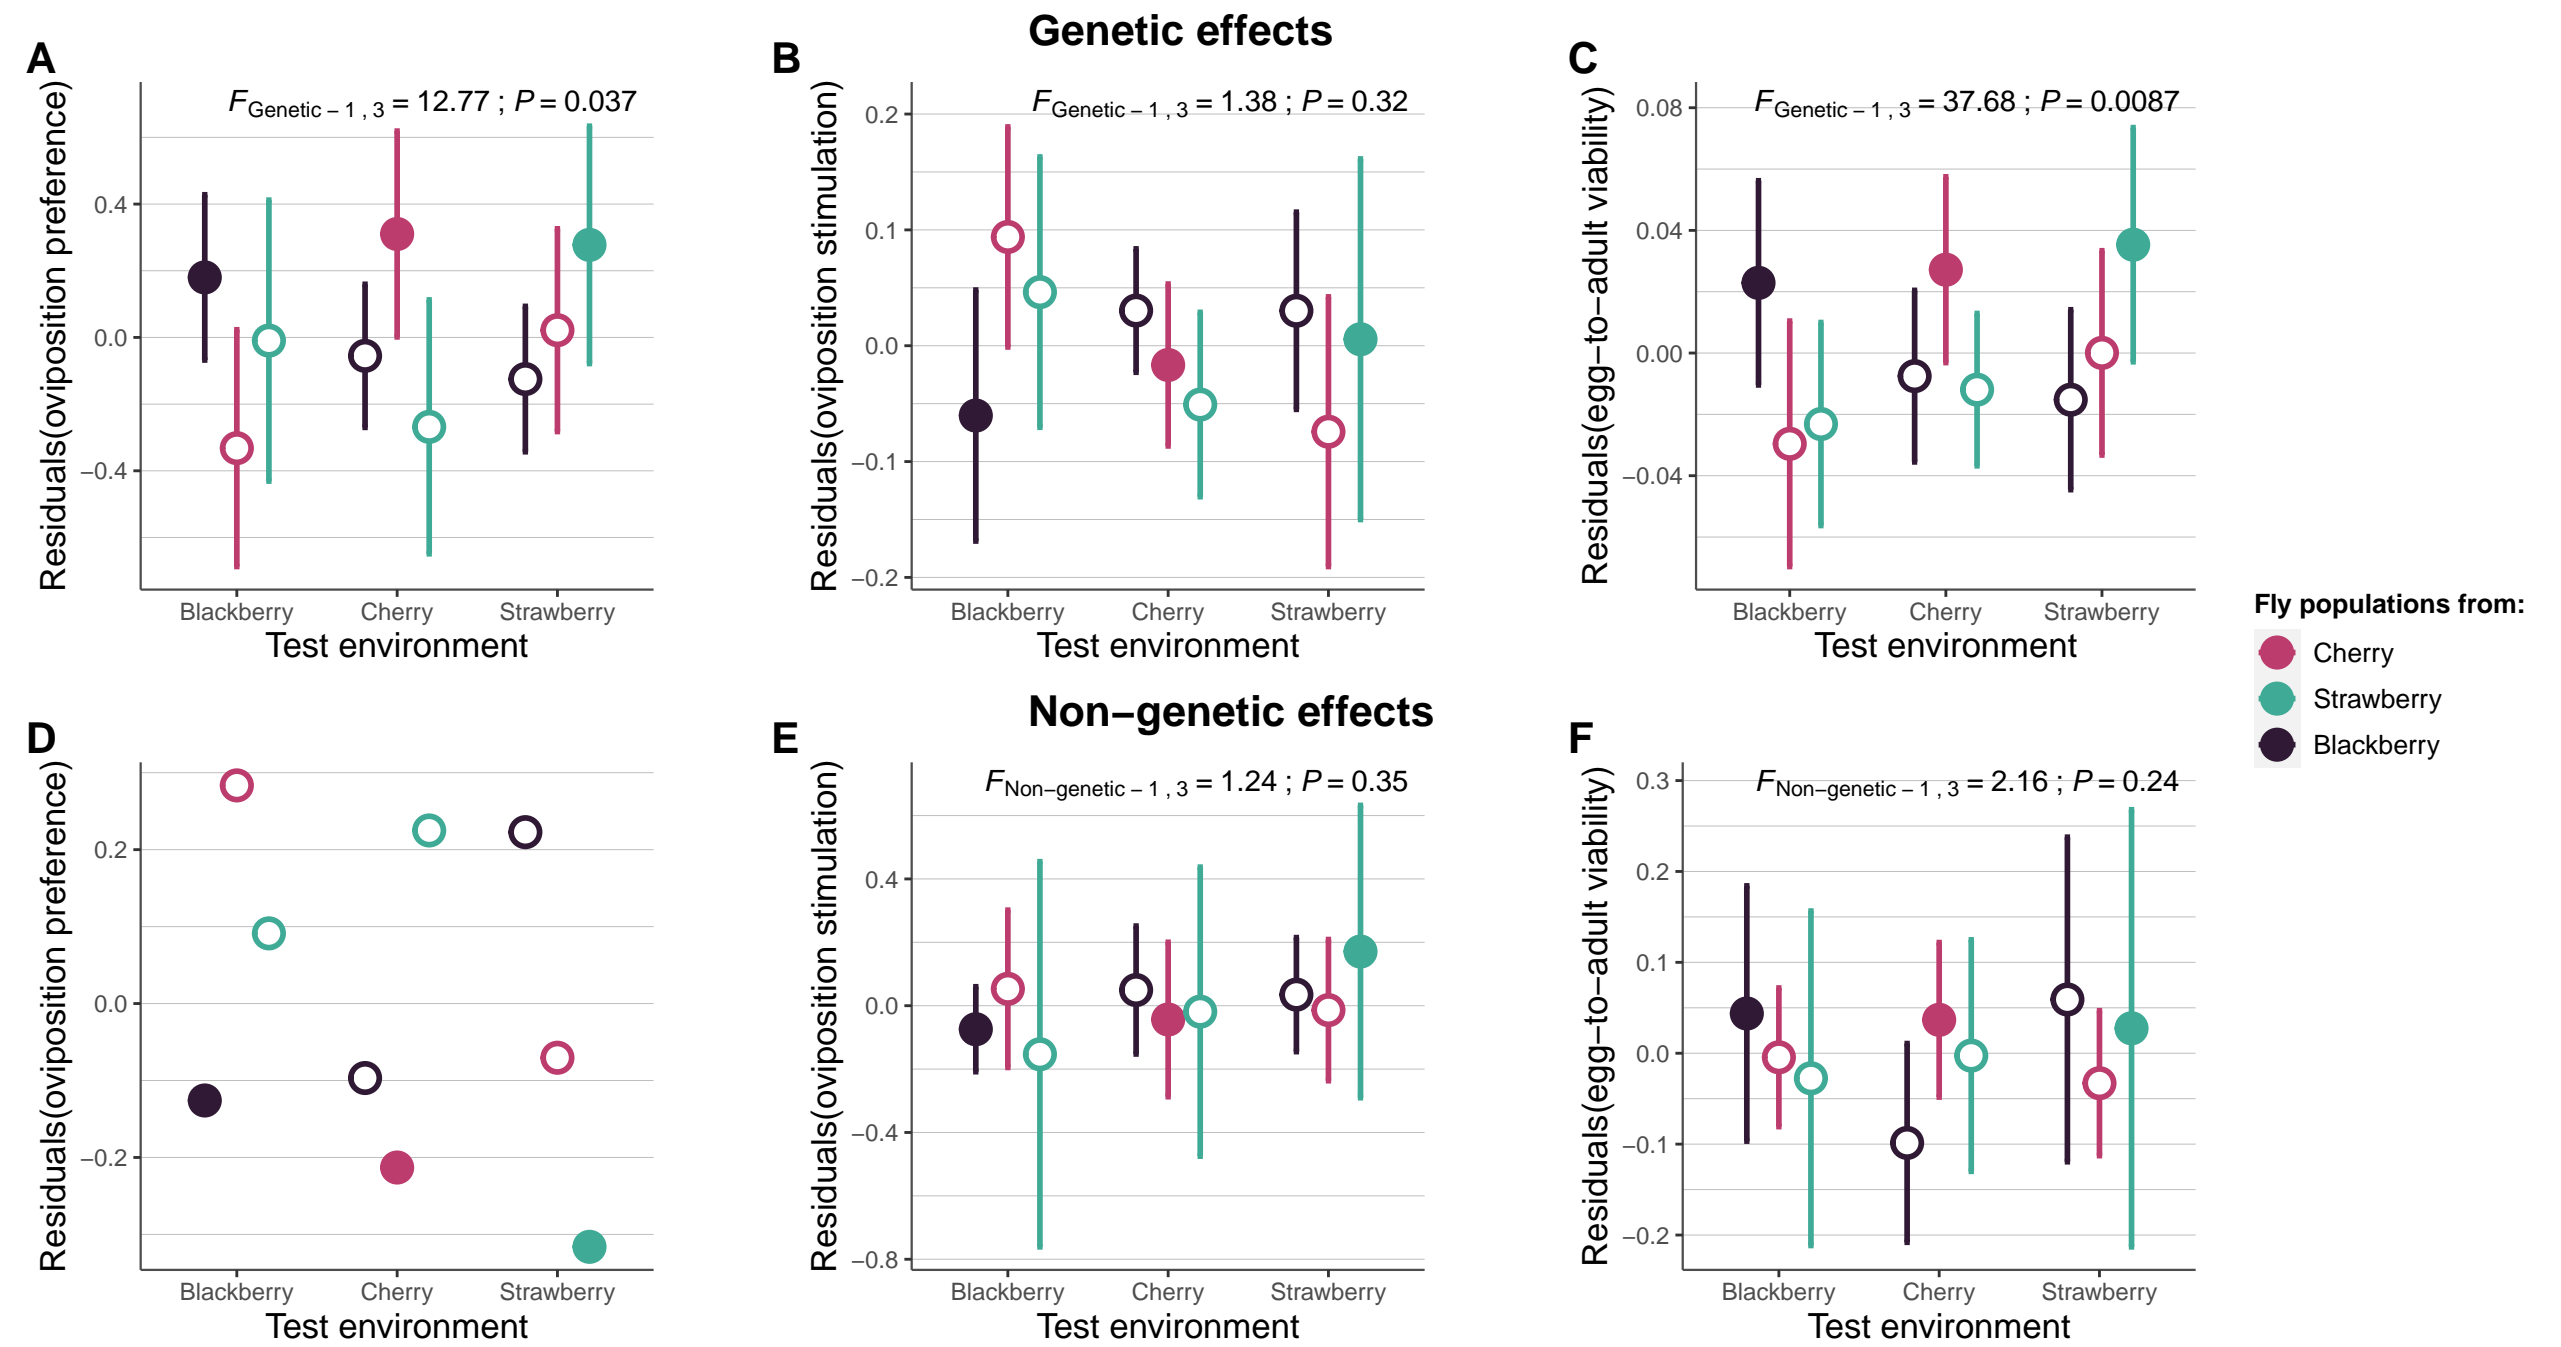 Genetic effects
A
Residuals(oviposition preference)
F Genetic − 1 , 3 = 12.77 ; P = 0.037
0.4
0.0
−0.4
Blackberry Cherry Strawberry
Test environment
B
Residuals(oviposition stimulation)
F Genetic − 1 , 3 = 1.38 ; P = 0.32
0.2
0.1
0.0
−0.1
−0.2
Blackberry Cherry Strawberry
Test environment
C
Residuals(egg−to−adult viability)
F Genetic − 1 , 3 = 37.68 ; P = 0.0087
0.08
0.04
0.00
−0.04
Blackberry Cherry Strawberry
Test environment
Fly populations from:
Cherry
Strawberry
Blackberry
Non−genetic effects
D
Residuals(oviposition preference)
0.2
0.0
−0.2
Blackberry Cherry Strawberry
Test environment
E
Residuals(oviposition stimulation)
F Non−genetic − 1 , 3 = 1.24 ; P = 0.35
0.4
0.0
−0.4
−0.8
Blackberry Cherry Strawberry
Test environment
F
Residuals(egg−to−adult viability)
F Non−genetic − 1 , 3 = 2.16 ; P = 0.24
0.3
0.2
0.1
0.0
−0.1
−0.2
Blackberry Cherry Strawberry
Test environment